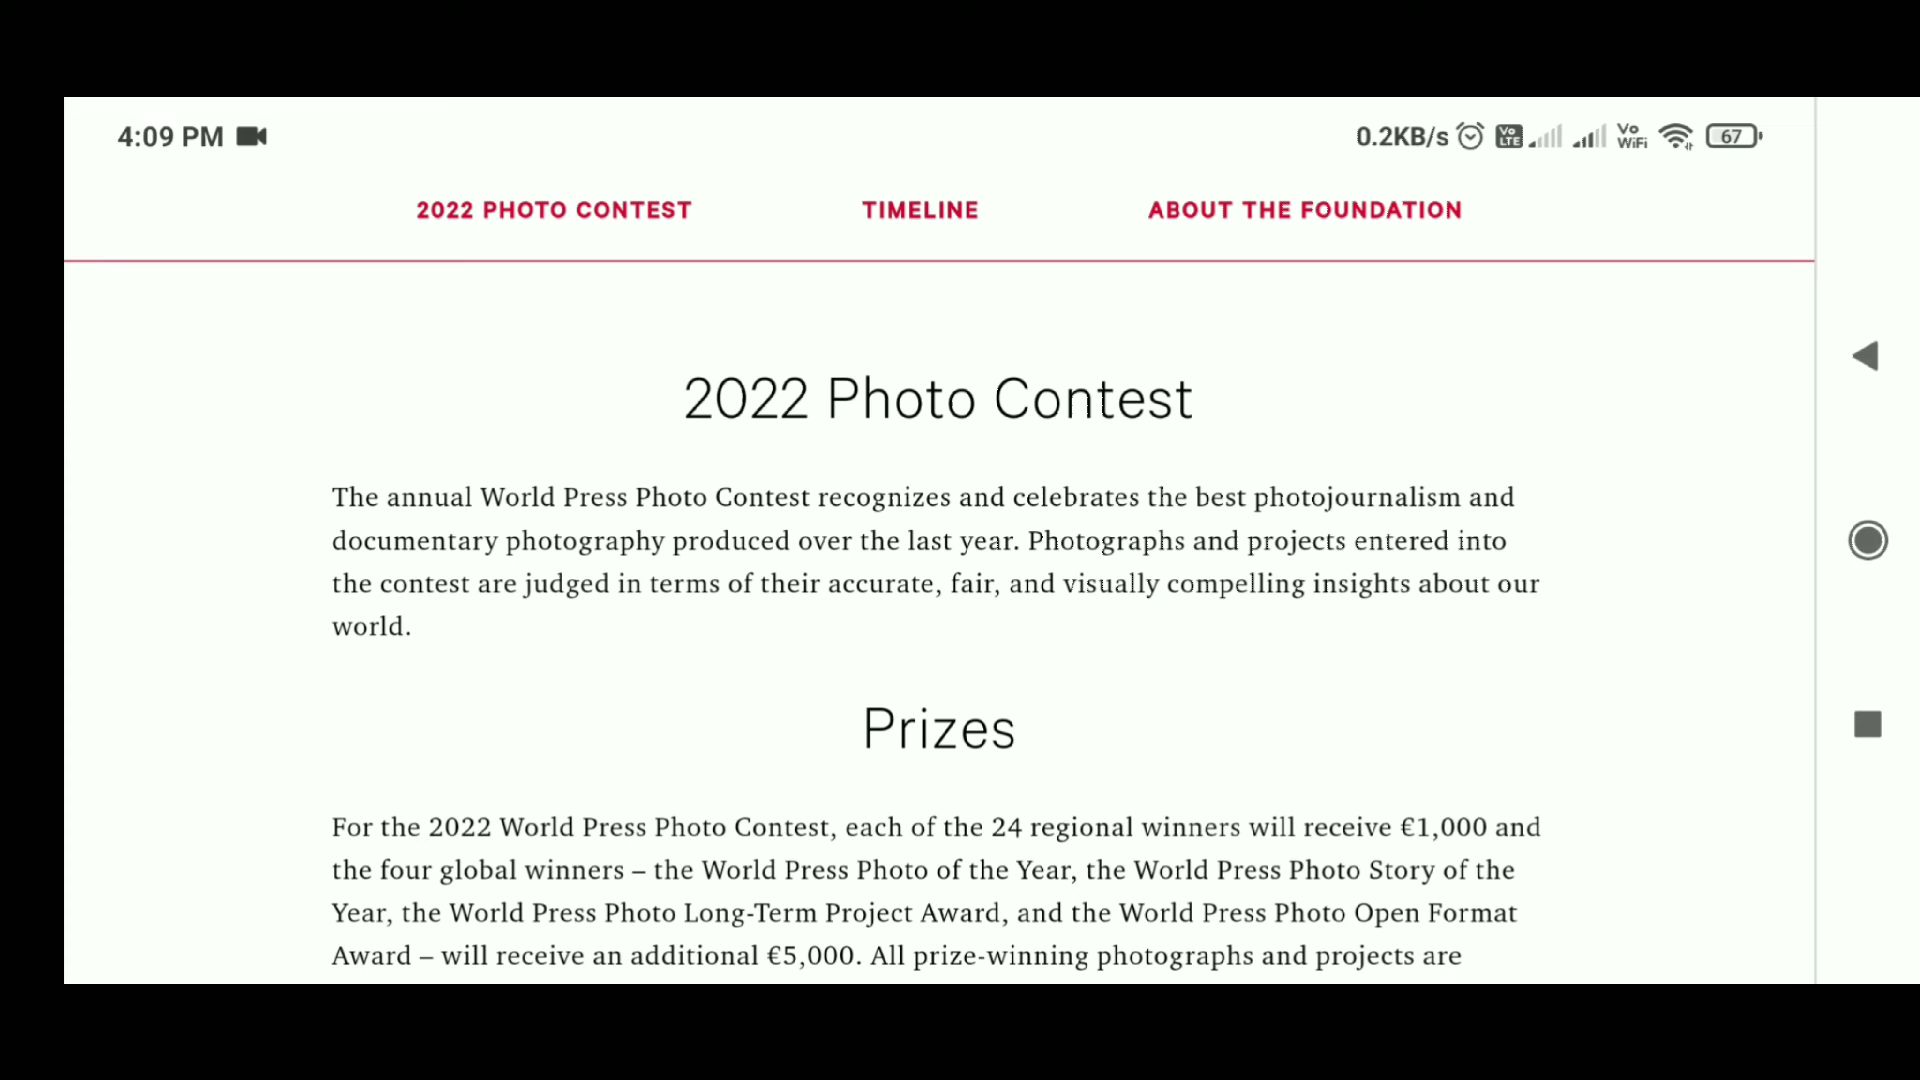 4:09 PM
0.2KB/s Vo LTE Vo WiFi 67
2022 PHOTO CONTEST TIMELINE ABOUT THE FOUNDATION
2022 Photo Contest
The annual World Press Photo Contest recognizes and celebrates the best photojournalism and
documentary photography produced over the last year. Photographs and projects entered into
the contest are judged in terms of their accurate, fair, and visually compelling insights about our
world.
Prizes
For the 2022 World Press Photo Contest, each of the 24 regional winners will receive €1,000 and
the four global winners – the World Press Photo of the Year, the World Press Photo Story of the
Year, the World Press Photo Long-Term Project Award, and the World Press Photo Open Format
Award – will receive an additional €5,000. All prize-winning photographs and projects are